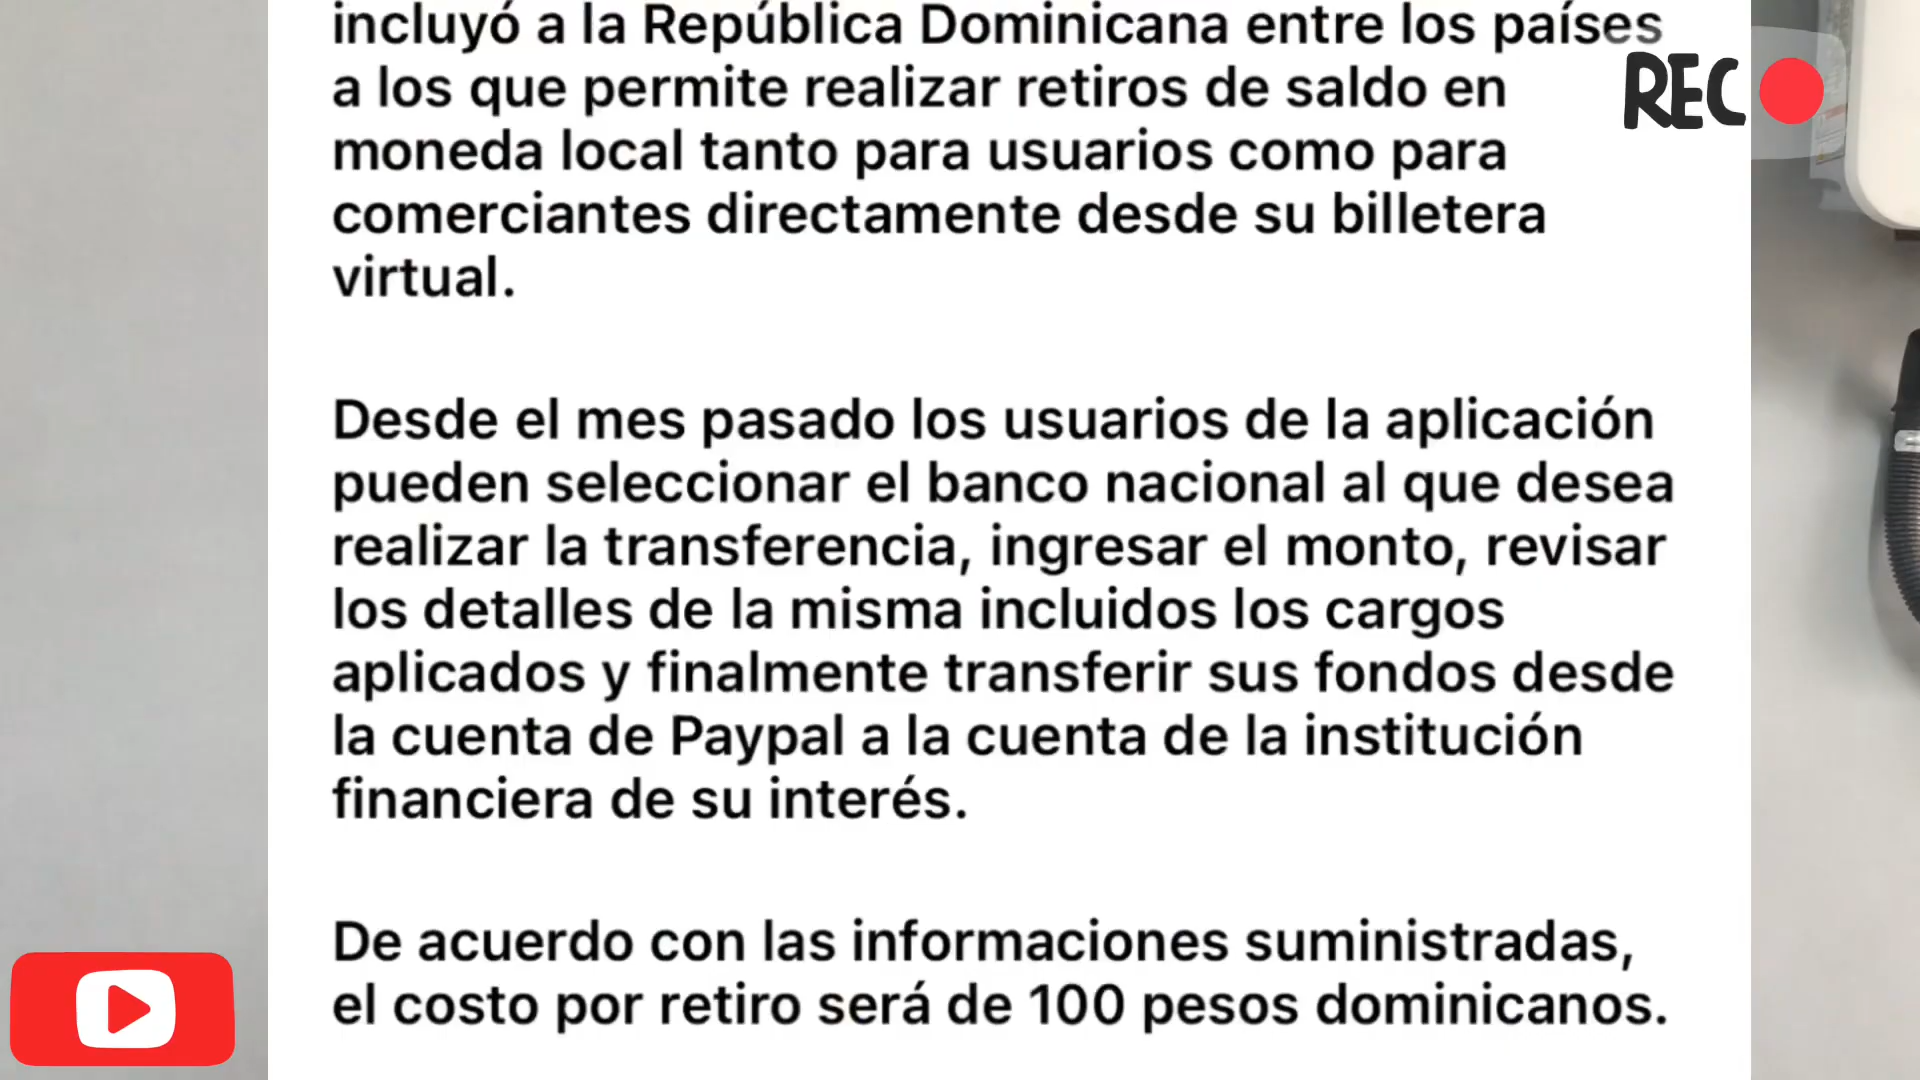 incluyó a la República Dominicana entre los países
REC
a los que permite realizar retiros de saldo en
moneda local tanto para usuarios como para
comerciantes directamente desde su billetera
virtual.
Desde el mes pasado los usuarios de la aplicación
pueden seleccionar el banco nacional al que desea
realizar la transferencia, ingresar el monto, revisar
los detalles de la misma incluidos los cargos
aplicados y finalmente transferir sus fondos desde
la cuenta de Paypal a la cuenta de la institución
financiera de su interés.
De acuerdo con las informaciones suministradas,
el costo por retiro será de 100 pesos dominicanos.